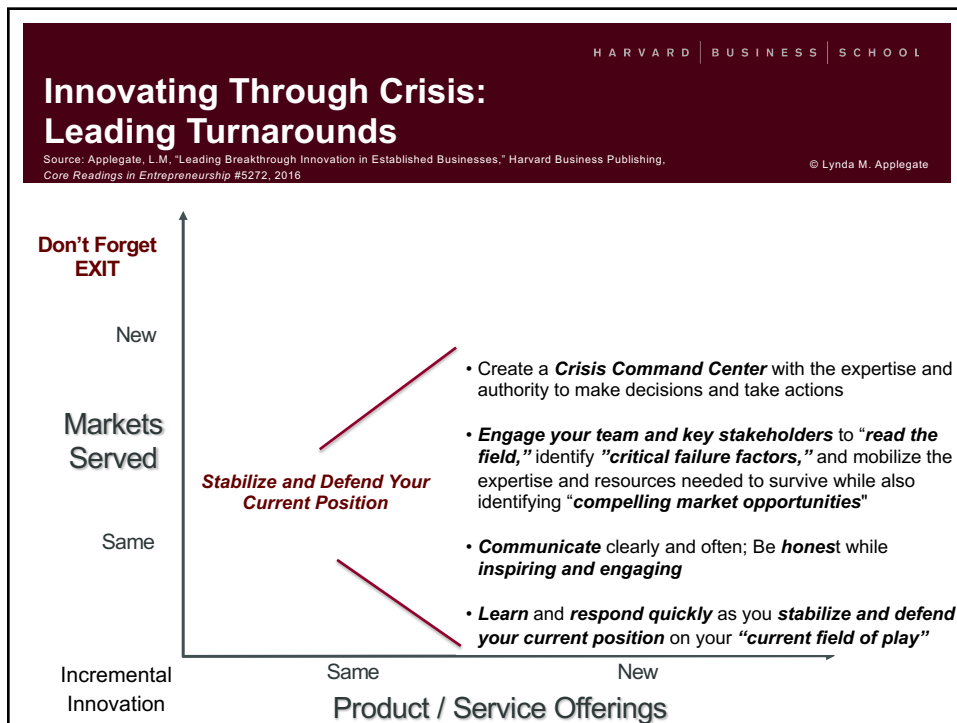 HARVARD | BUSINESS | SCHOOL
Innovating Through Crisis:
Leading Turnarounds
Source: Applegate, L.M, “Leading Breakthrough Innovation in Established Businesses,” Harvard Business Publishing,
Core Readings in Entrepreneurship #5272, 2016
© Lynda M. Applegate
Don’t Forget
EXIT
New
Markets
Served
Same
Stabilize and Defend Your
Current Position
• Create a Crisis Command Center with the expertise and
authority to make decisions and take actions
• Engage your team and key stakeholders to “read the
field,” identify ”critical failure factors,” and mobilize the
expertise and resources needed to survive while also
identifying “compelling market opportunities"
• Communicate clearly and often; Be honest while
inspiring and engaging
• Learn and respond quickly as you stabilize and defend
your current position on your “current field of play”
Incremental
Innovation
Same
New
Product / Service Offerings